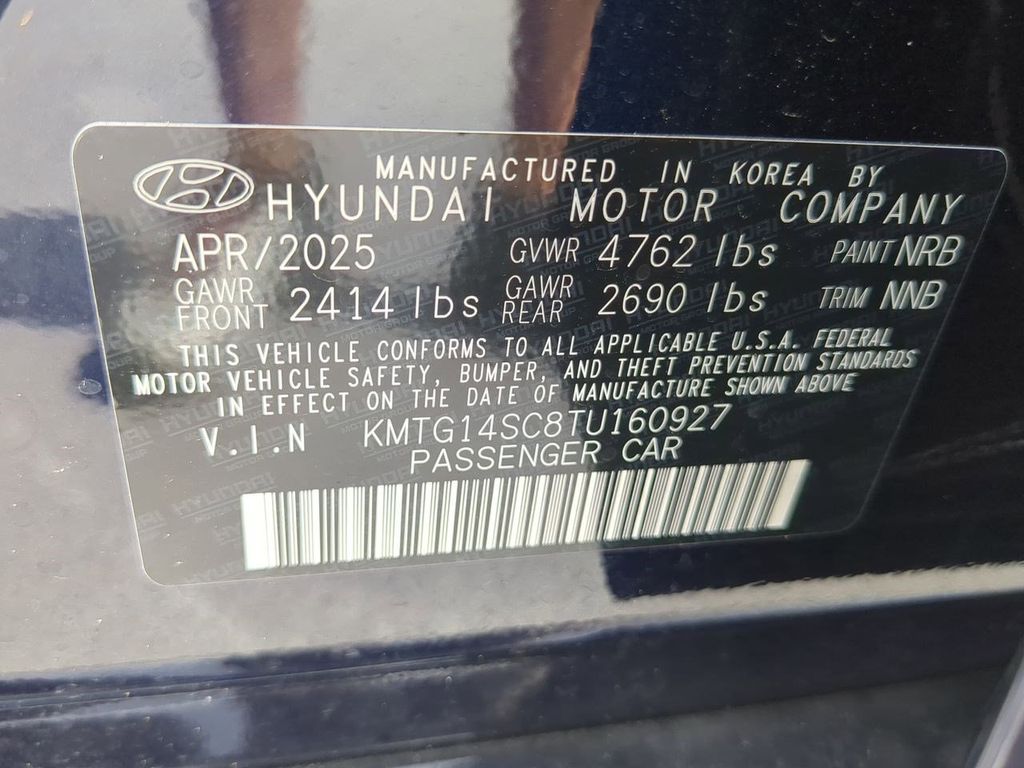 MANUFACTURED IN KOREA BY
HYUNDAI MOTOR COMPANY
APR/2025 GVWR 4762 lbs PAINT NRB
GAWR FRONT 2414 lbs GAWR REAR 2690 lbs TRIM NNB
THIS VEHICLE CONFORMS TO ALL APPLICABLE U.S.A. FEDERAL
MOTOR VEHICLE SAFETY, BUMPER, AND THEFT PREVENTION STANDARDS
IN EFFECT ON THE DATE OF MANUFACTURE SHOWN ABOVE
V.I.N KMTG14SC8TU160927
PASSENGER CAR